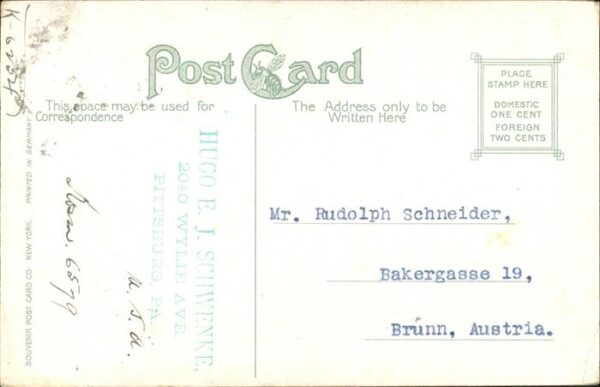 Post Card
This space may be used for
Correspondence
The Address only to be
Written Here
PLACE
STAMP HERE
DOMESTIC
ONE CENT
FOREIGN
TWO CENTS
HUGO E. J. SCHWENKE,
2040 WYLIE AVE.
PITTSBURG PA.
U. S. A.
6579
Mr. Rudolph Schneider,
Bakergasse 19,
Brünn, Austria.
SOUVENIR POST CARD CO. NEW YORK. PRINTED IN GERMANY